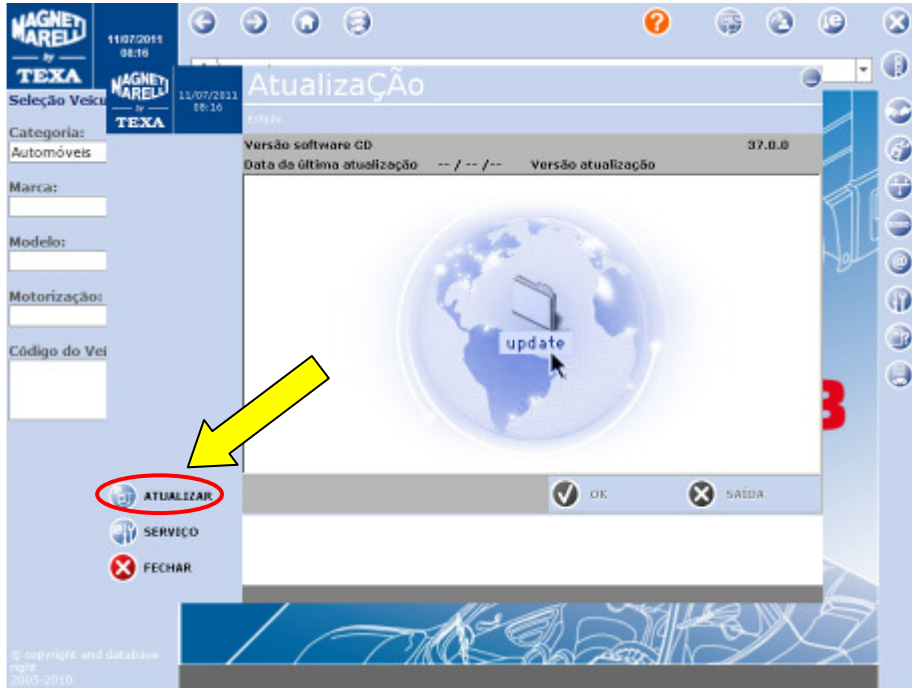 MAGNETI
MARELLI
by
TEXA
11/07/2011
08:16
Seleção Veícu
Categoria:
Automóveis
Marca:
Modelo:
Motorização:
Código do Veí
MAGNETI
MARELLI
by
TEXA
11/07/2011
08:16
AtualizaÇÃo
Estado
Versão software CD 37.0.0
Data da última atualização -- / -- /-- Versão atualização
update
OK SAÍDA
ATUALIZAR
SERVIÇO
FECHAR
© copyright and database
right
2005-2010